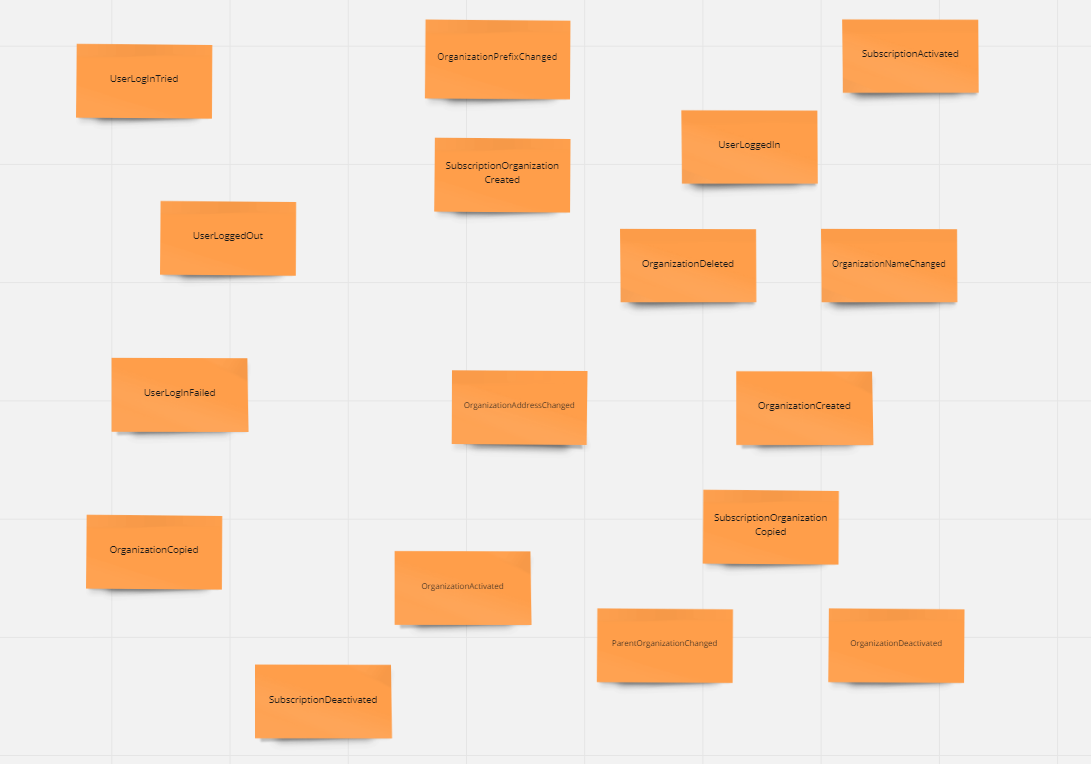 OrganizationPrefixChanged
SubscriptionActivated
UserLogInTried
UserLoggedIn
SubscriptionOrganization
Created
UserLoggedOut
OrganizationDeleted
OrganizationNameChanged
UserLogInFailed
OrganizationAddressChanged
OrganizationCreated
SubscriptionOrganization
Copied
OrganizationCopied
OrganizationActivated
ParentOrganizationChanged
OrganizationDeactivated
SubscriptionDeactivated